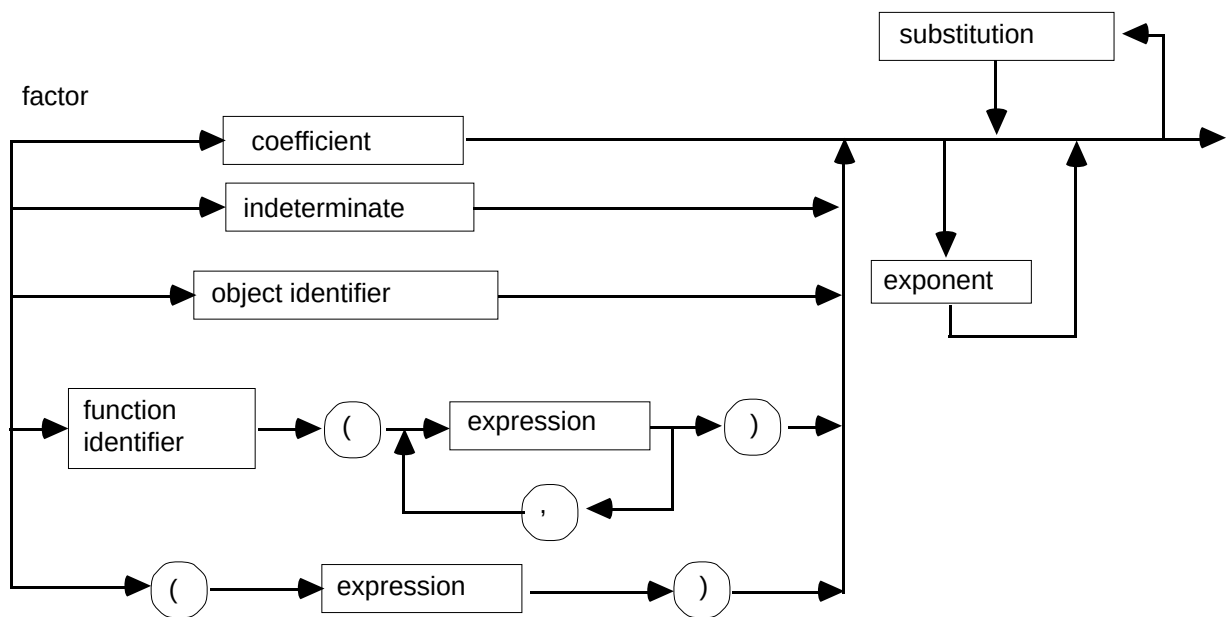 substitution
factor
coefficient
indeterminate
object identifier
exponent
function
identifier
(
expression
)
,
(
expression
)